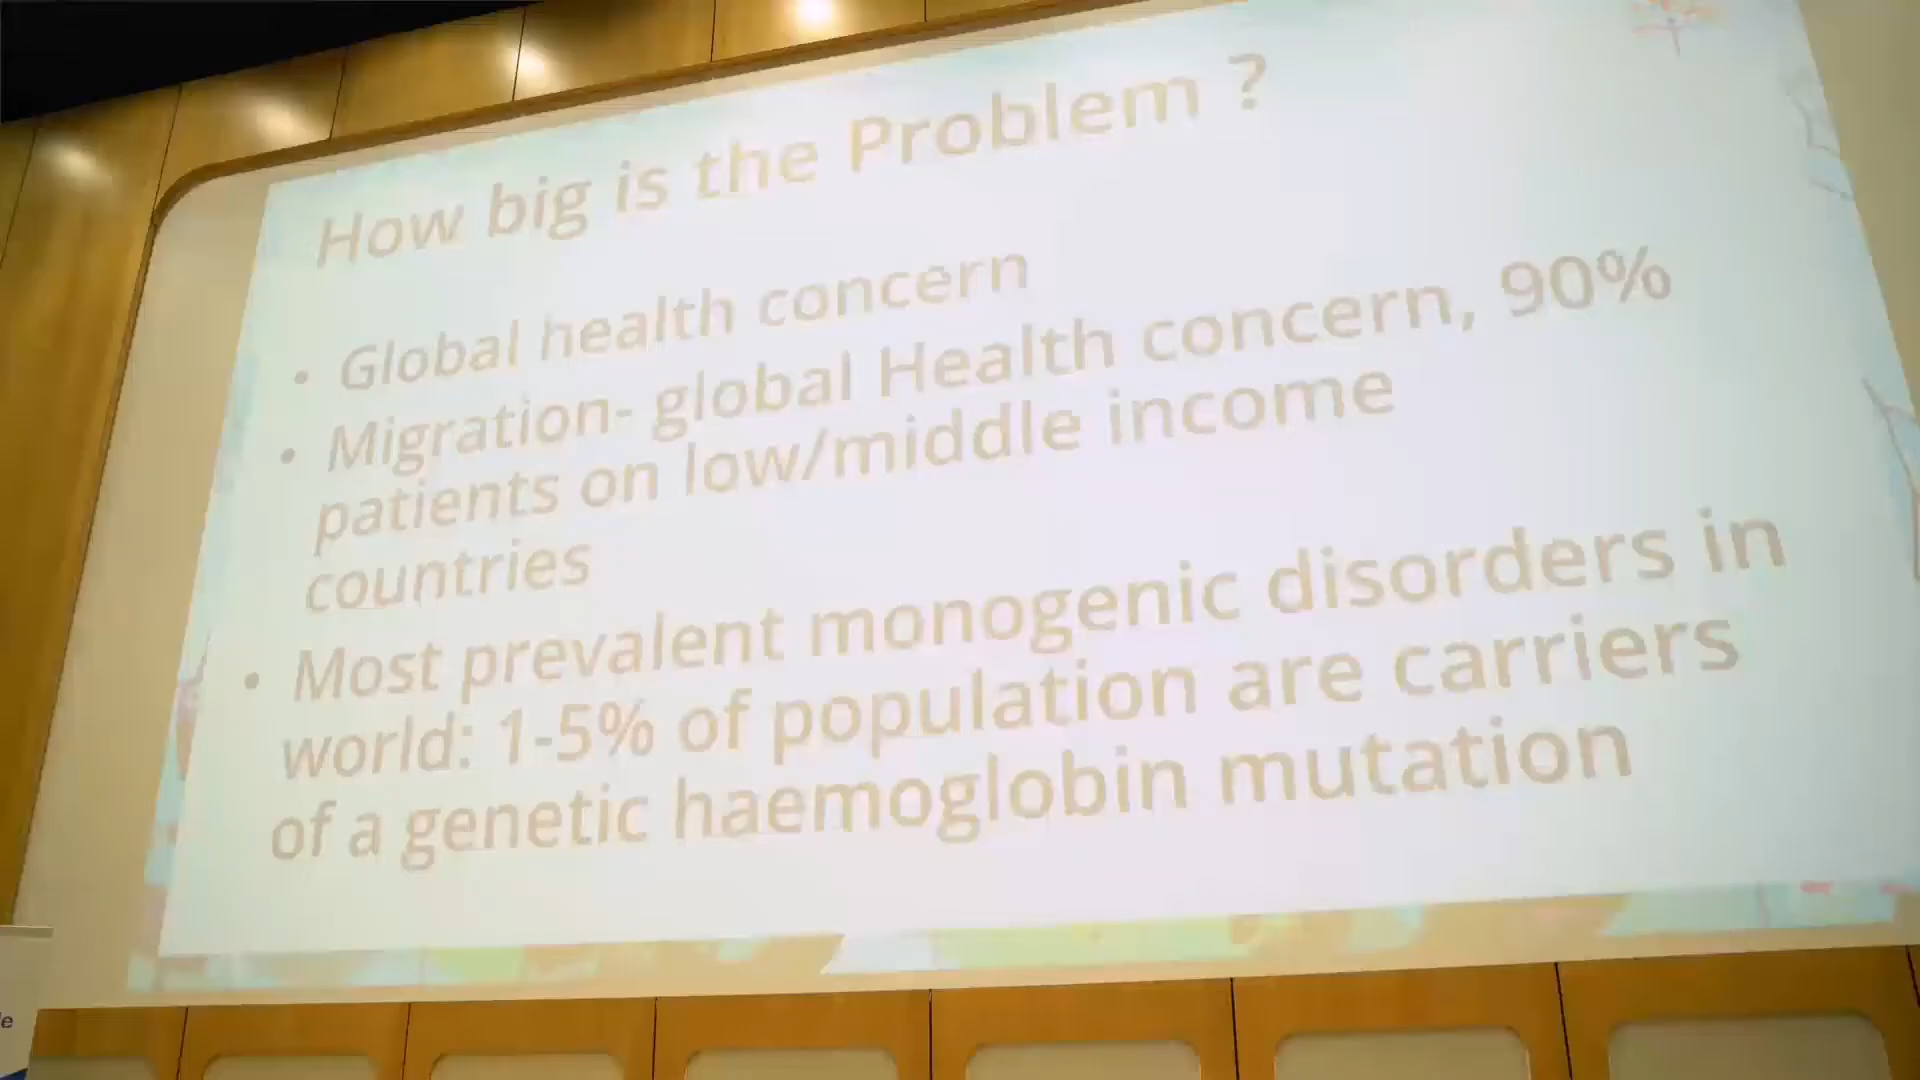 How big is the Problem ?
• Global health concern
• Migration- global Health concern, 90%
patients on low/middle income
countries
• Most prevalent monogenic disorders in
world: 1-5% of population are carriers
of a genetic haemoglobin mutation